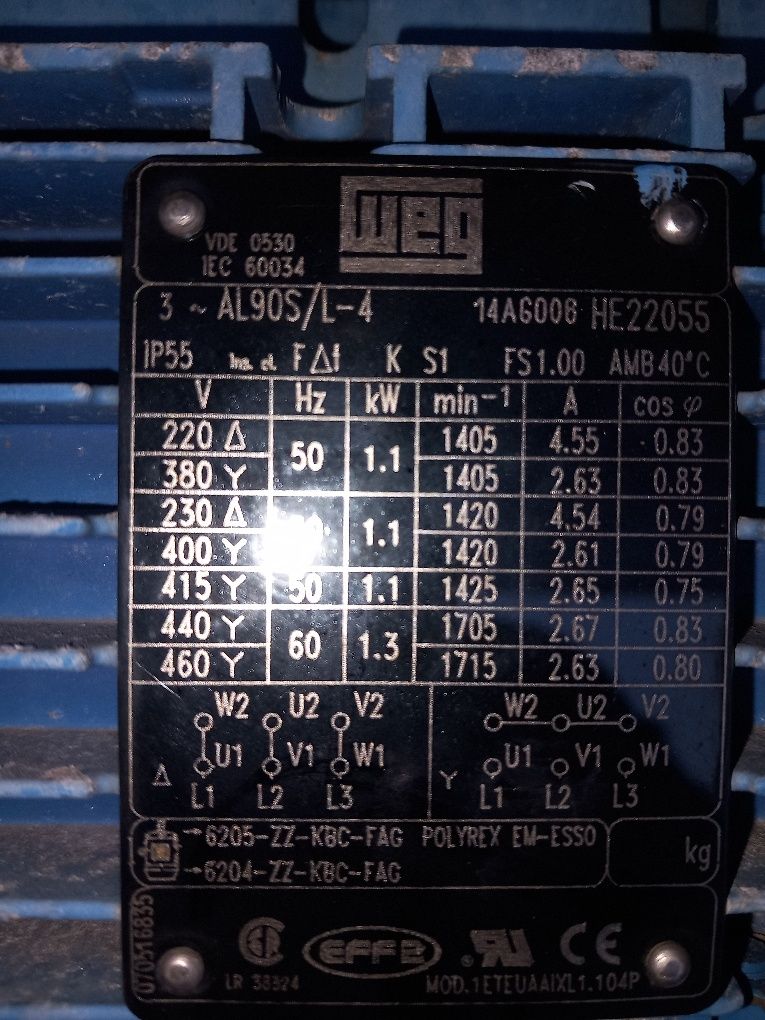 WEG
VDE 0530
IEC 60034
3 ~ AL90S/L-4 14AG008 HE22055
IP55 Ins. cl. F Δt K S1 FS1.00 AMB40°C
V Hz kW min⁻¹ A cos φ
220 Δ 50 1.1 1405 4.55 0.83
380 Y 1405 2.63 0.83
230 Δ 1.1 1420 4.54 0.79
400 Y 1420 2.61 0.79
415 Y 50 1.1 1425 2.65 0.75
440 Y 60 1.3 1705 2.67 0.83
460 Y 1715 2.63 0.80
W2 U2 V2 W2 U2 V2
Δ U1 V1 W1 Y U1 V1 W1
L1 L2 L3 L1 L2 L3
→6205-ZZ-KBC-FAG POLYREX EM-ESSO
→6204-ZZ-KBC-FAG
kg
EFF2 CE
LR 38324 MOD.1ETEUAAIXL1.104P